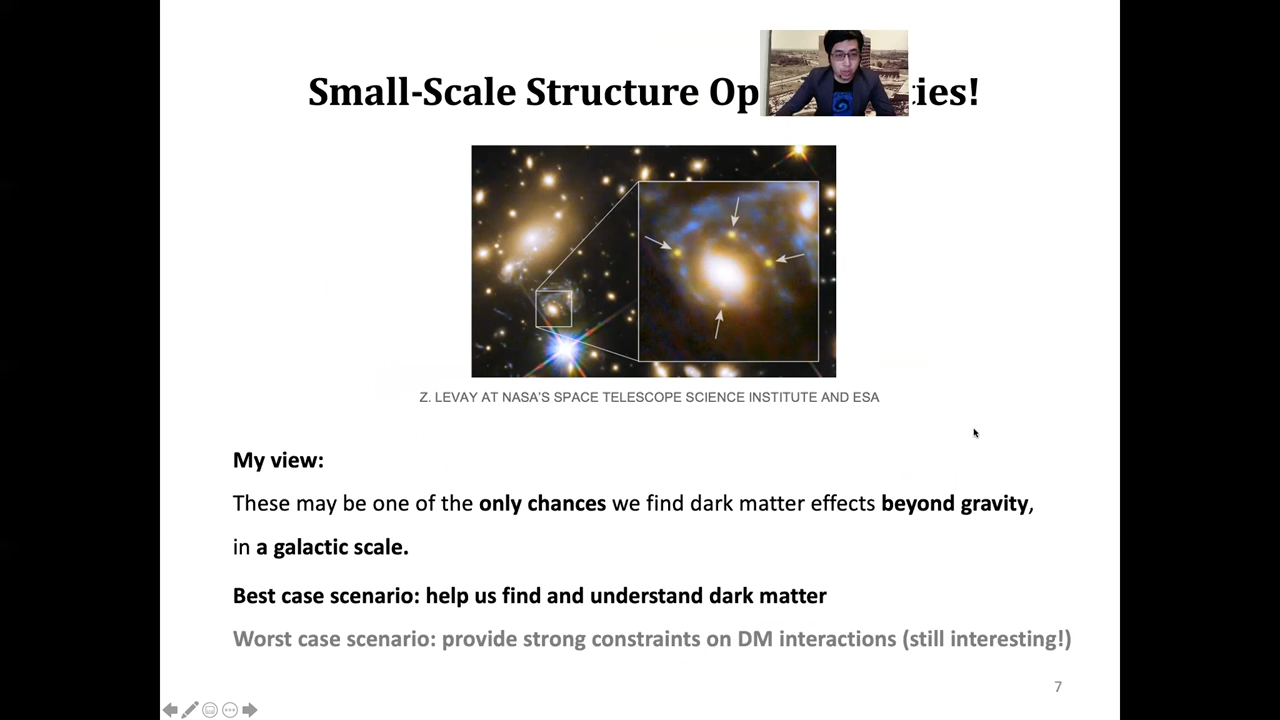 Small-Scale Structure Op ties!
Z. LEVAY AT NASA'S SPACE TELESCOPE SCIENCE INSTITUTE AND ESA
My view:
These may be one of the only chances we find dark matter effects beyond gravity,
in a galactic scale.
Best case scenario: help us find and understand dark matter
Worst case scenario: provide strong constraints on DM interactions (still interesting!)
7